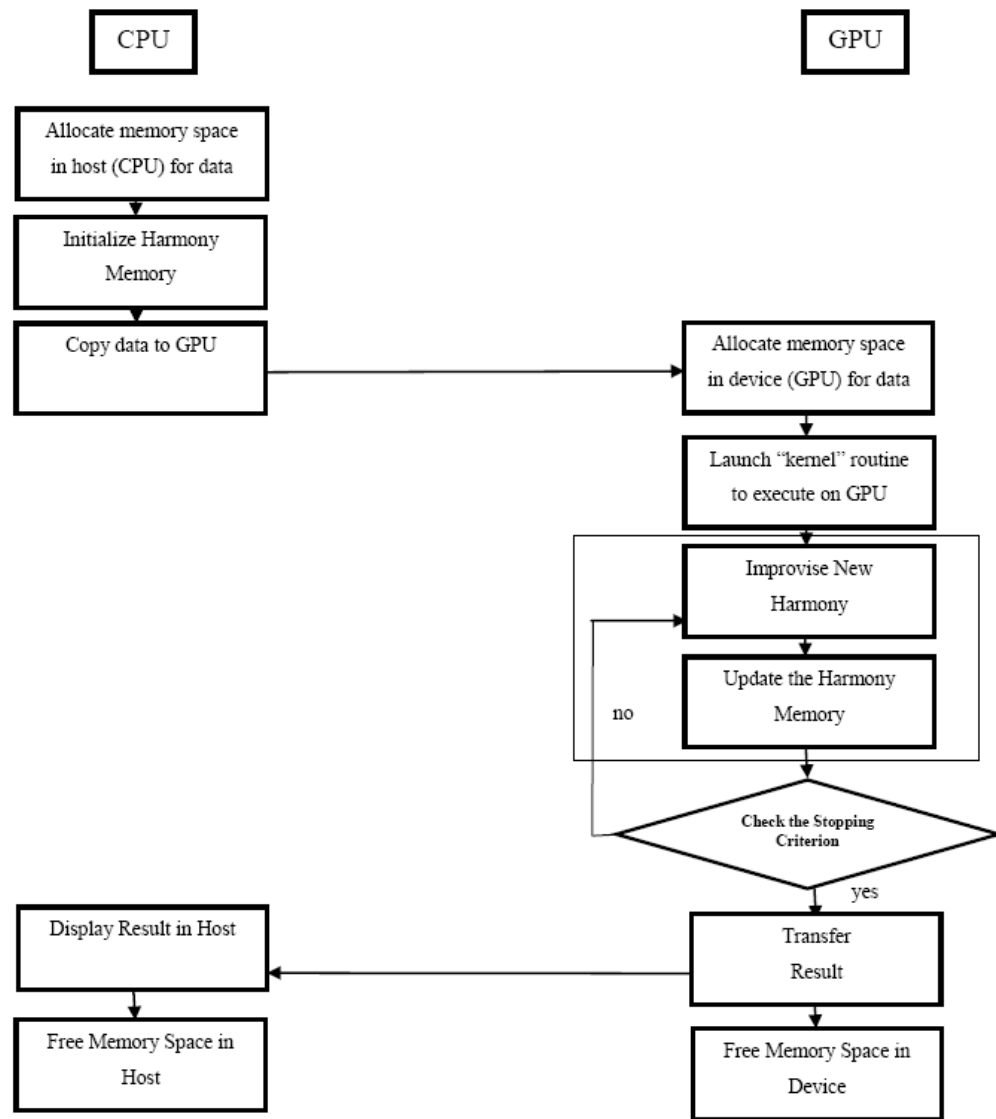 CPU
GPU
Allocate memory space
in host (CPU) for data
Initialize Harmony
Memory
Copy data to GPU
Allocate memory space
in device (GPU) for data
Launch “kernel” routine
to execute on GPU
Improvise New
Harmony
Update the Harmony
Memory
no
Check the Stopping
Criterion
yes
Display Result in Host
Transfer
Result
Free Memory Space in
Host
Free Memory Space in
Device